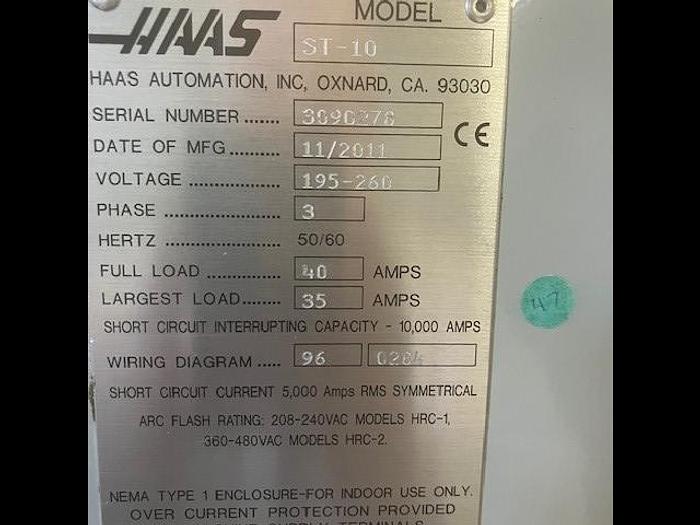 HAAS
MODEL
ST-10
HAAS AUTOMATION, INC, OXNARD, CA. 93030
SERIAL NUMBER .......
DATE OF MFG ......... 11/2011
CE
VOLTAGE ................ 195-260
PHASE ................... 3
HERTZ ................... 50/60
FULL LOAD ............ 40 AMPS
LARGEST LOAD ....... 35 AMPS
SHORT CIRCUIT INTERRUPTING CAPACITY - 10,000 AMPS
WIRING DIAGRAM ..... 96
SHORT CIRCUIT CURRENT 5,000 Amps RMS SYMMETRICAL
ARC FLASH RATING: 208-240VAC MODELS HRC-1,
360-480VAC MODELS HRC-2.
47
NEMA TYPE 1 ENCLOSURE-FOR INDOOR USE ONLY.
OVER CURRENT PROTECTION PROVIDED
SUPPLY TERMINALS